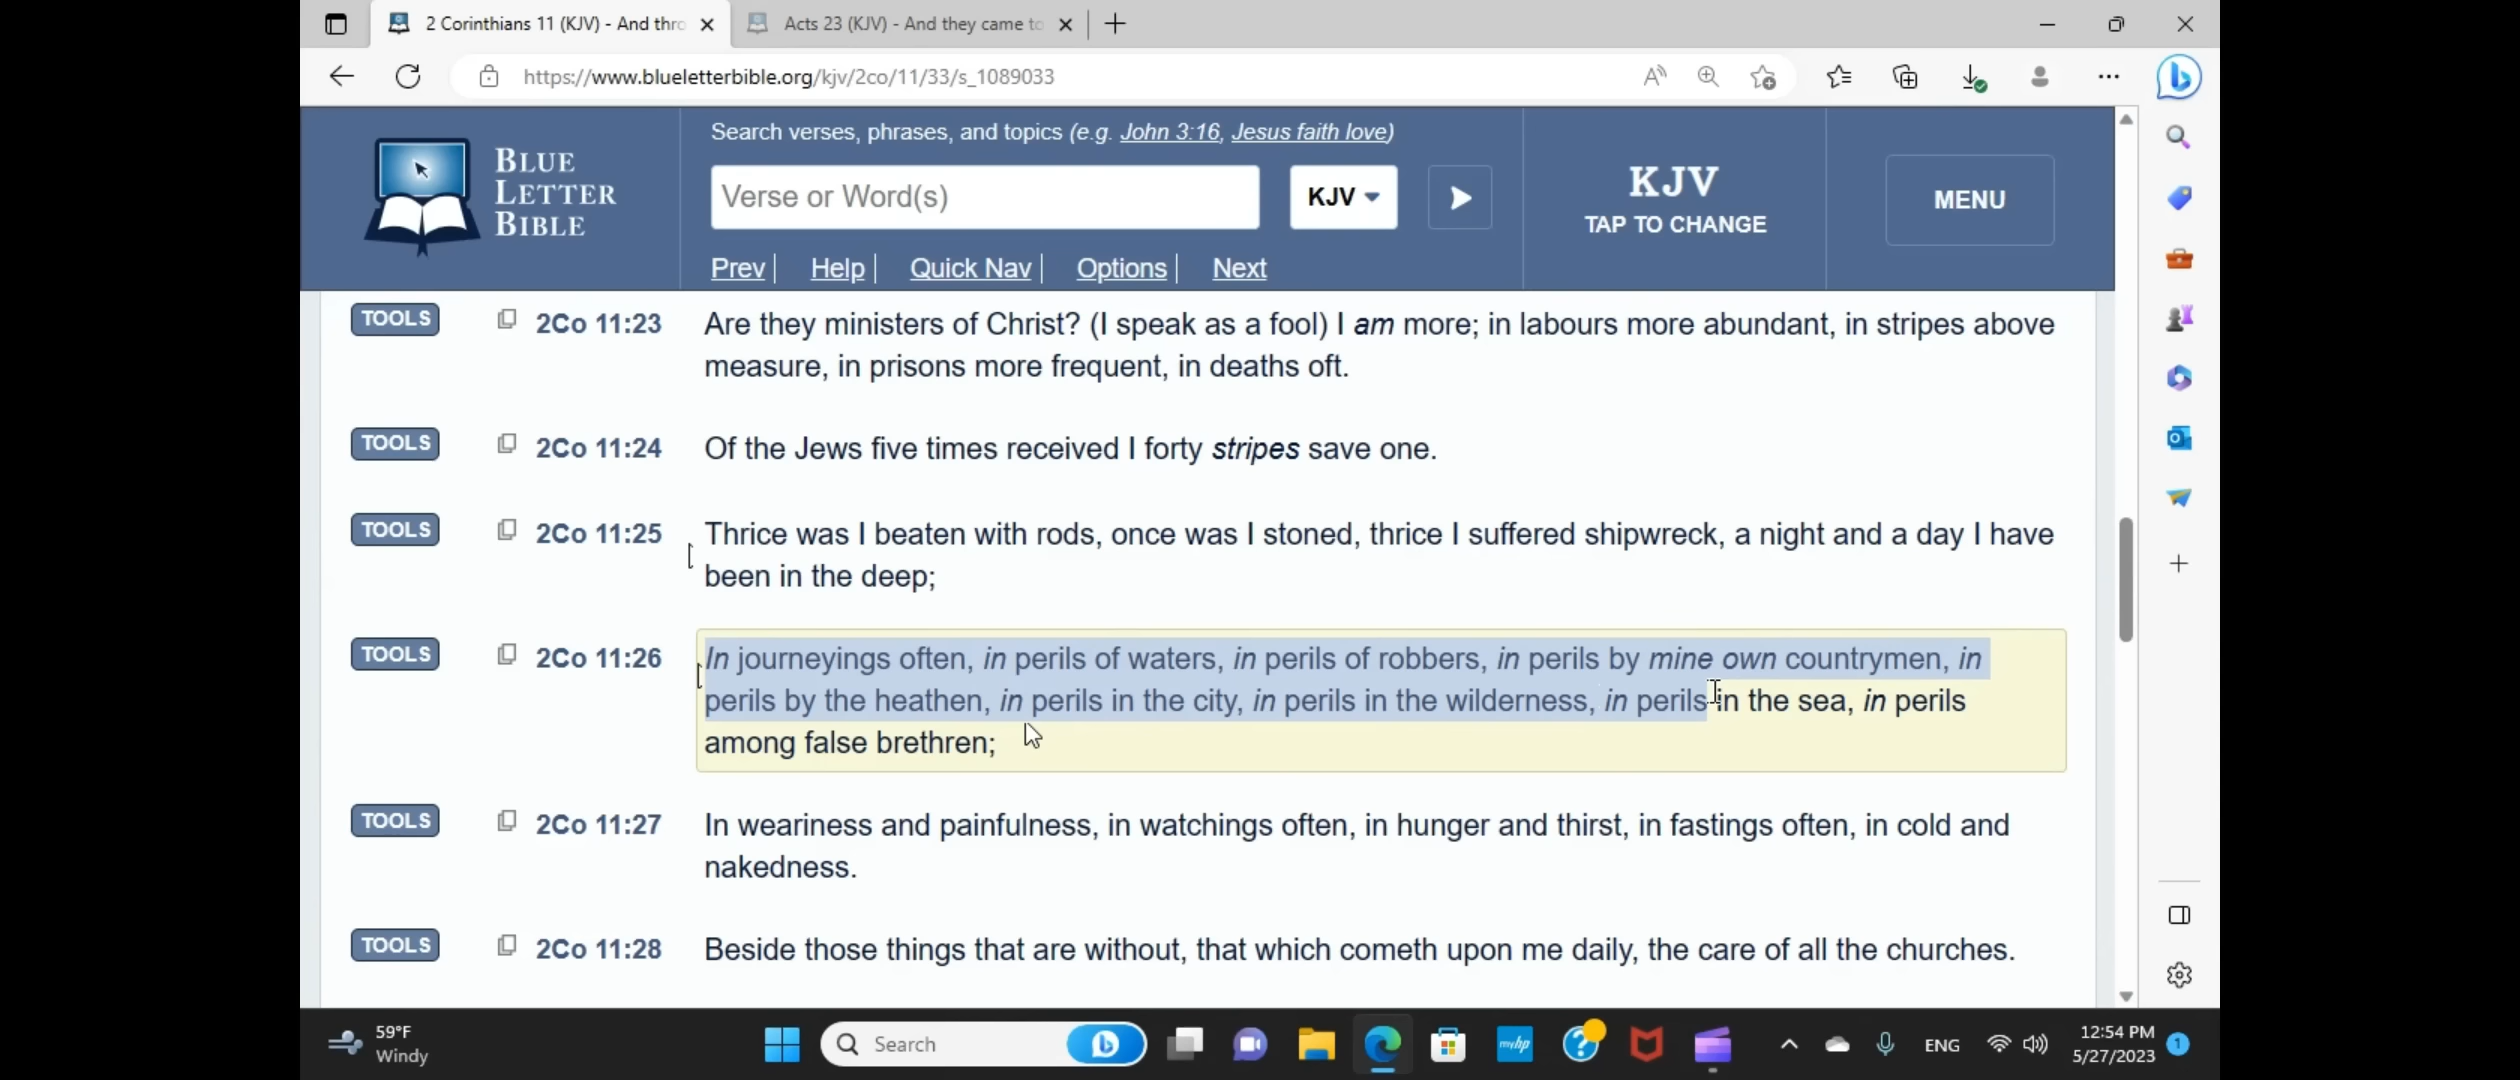 2 Corinthians 11 (KJV) - And thro
Acts 23 (KJV) - And they came to
https://www.blueletterbible.org/kjv/2co/11/33/s_1089033
BLUE
LETTER
BIBLE
Search verses, phrases, and topics (e.g. John 3:16, Jesus faith love)
Verse or Word(s)
KJV
Prev | Help | Quick Nav | Options | Next
KJV
TAP TO CHANGE
MENU
TOOLS 2Co 11:23 Are they ministers of Christ? (I speak as a fool) I am more; in labours more abundant, in stripes above
measure, in prisons more frequent, in deaths oft.
TOOLS 2Co 11:24 Of the Jews five times received I forty stripes save one.
TOOLS 2Co 11:25 Thrice was I beaten with rods, once was I stoned, thrice I suffered shipwreck, a night and a day I have
been in the deep;
TOOLS 2Co 11:26 In journeyings often, in perils of waters, in perils of robbers, in perils by mine own countrymen, in
perils by the heathen, in perils in the city, in perils in the wilderness, in perils in the sea, in perils
among false brethren;
TOOLS 2Co 11:27 In weariness and painfulness, in watchings often, in hunger and thirst, in fastings often, in cold and
nakedness.
TOOLS 2Co 11:28 Beside those things that are without, that which cometh upon me daily, the care of all the churches.
59°F
Windy
Search
myhp
ENG
12:54 PM
5/27/2023
1